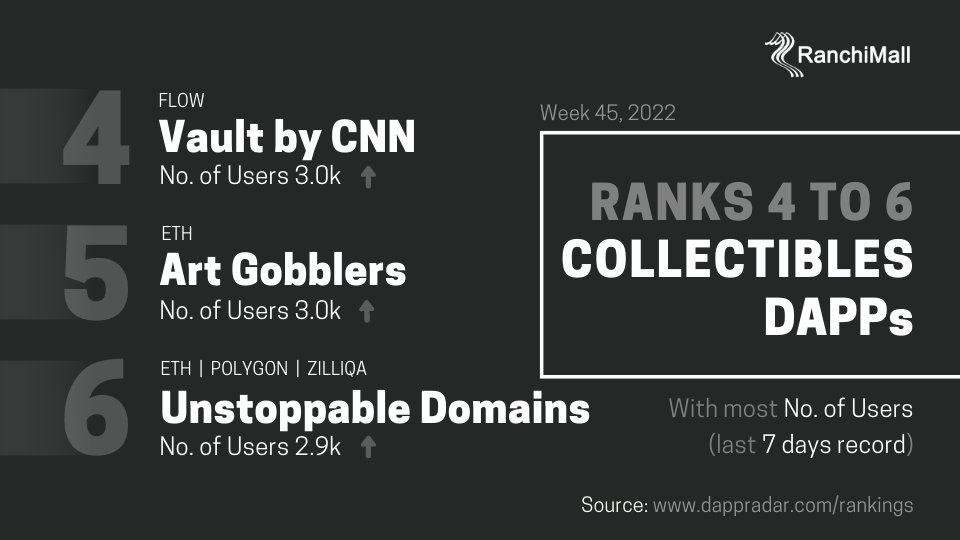 RanchiMall
4
FLOW
Vault by CNN
No. of Users 3.0k
5
ETH
Art Gobblers
No. of Users 3.0k
6
ETH | POLYGON | ZILLIQA
Unstoppable Domains
No. of Users 2.9k
Week 45, 2022
RANKS 4 TO 6
COLLECTIBLES
DAPPs
With most No. of Users
(last 7 days record)
Source: www.dappradar.com/rankings